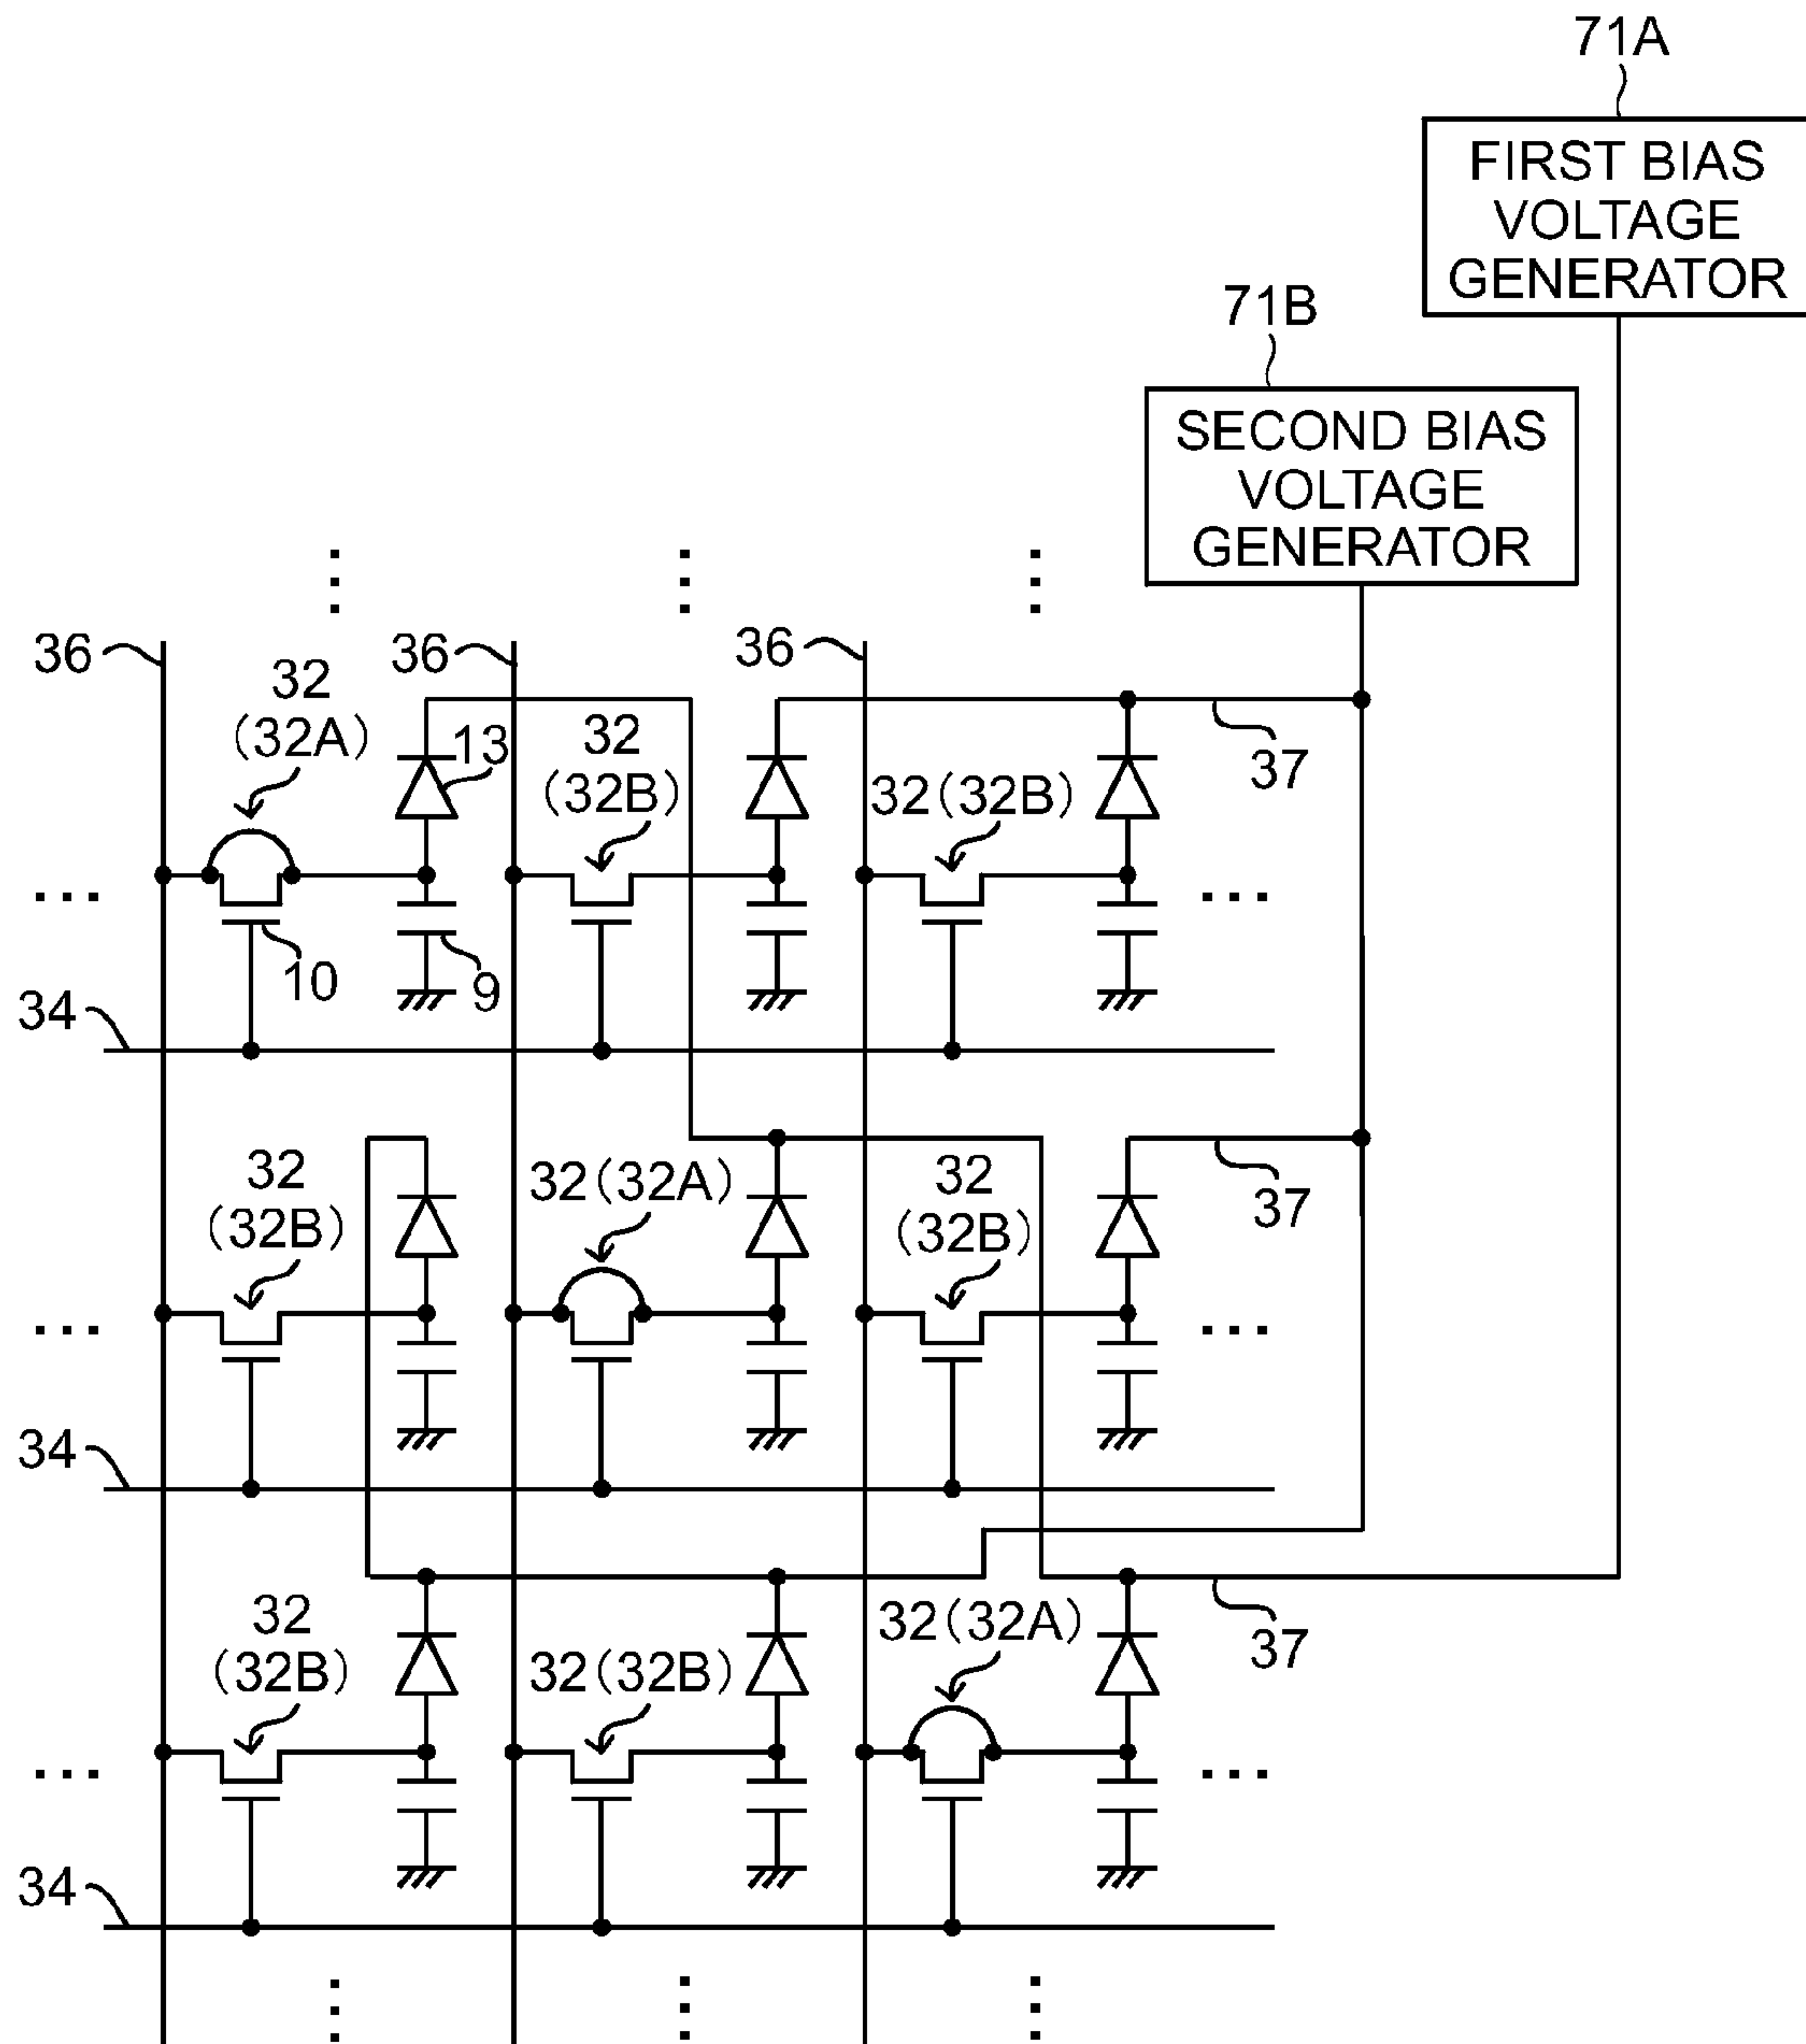 71A
FIRST BIAS
VOLTAGE
GENERATOR
71B
SECOND BIAS
VOLTAGE
GENERATOR
36
36
36
32
(32A)
13
32
(32B)
32(32B)
37
10
9
34
32
(32B)
32(32A)
32
(32B)
37
34
32
(32B)
32(32B)
32(32A)
37
34